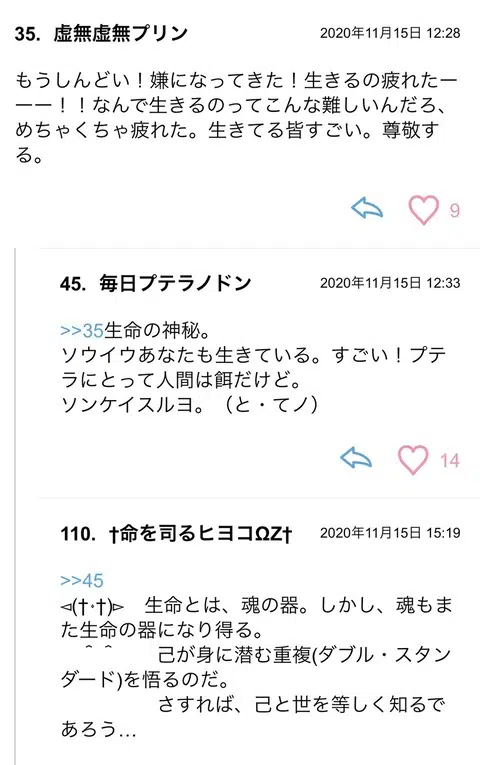 35. 虚無虚無プリン 2020年11月15日 12:28
もうしんどい！嫌になってきた！生きるの疲れたー
ーー！！なんで生きるのってこんな難しいんだろ、
めちゃくちゃ疲れた。生きてる皆すごい。尊敬す
る。
9
45. 毎日プテラノドン 2020年11月15日 12:33
>>35生命の神秘。
ソウイウあなたも生きている。すごい！プテ
ラにとって人間は餌だけど。
ソンケイスルヨ。（と・てノ）
14
110. †命を司るヒヨコΩZ† 2020年11月15日 15:19
>>45
⊲(†˖†)⊳　生命とは、魂の器。しかし、魂もま
た生命の器になり得る。
＾ ＾　　己が身に潜む重複(ダブル・スタン
ダード)を悟るのだ。
さすれば、己と世を等しく知るで
あろう…